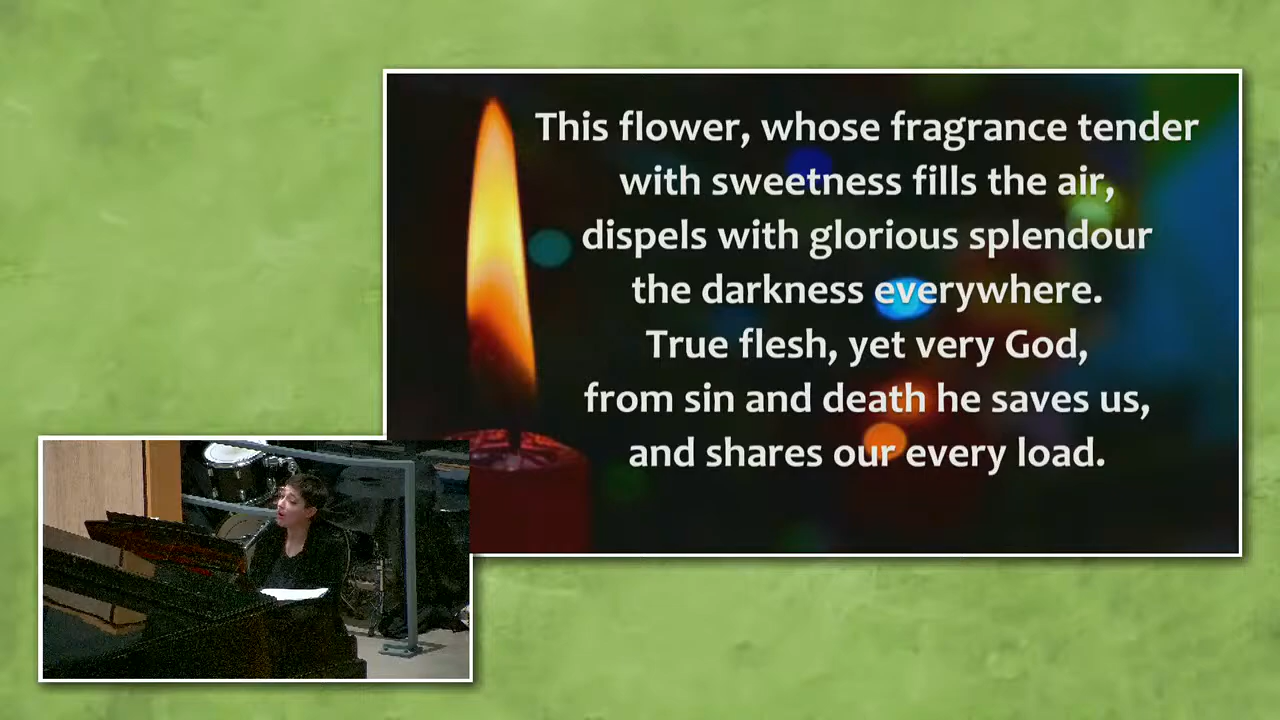 This flower, whose fragrance tender
with sweetness fills the air,
dispels with glorious splendour
the darkness everywhere.
True flesh, yet very God,
from sin and death he saves us,
and shares our every load.